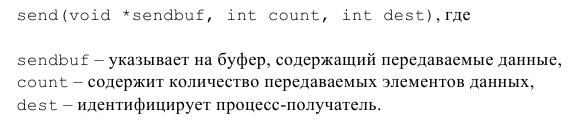 send(void *sendbuf, int count, int dest), где
sendbuf – указывает на буфер, содержащий передаваемые данные,
count – содержит количество передаваемых элементов данных,
dest – идентифицирует процесс-получатель.